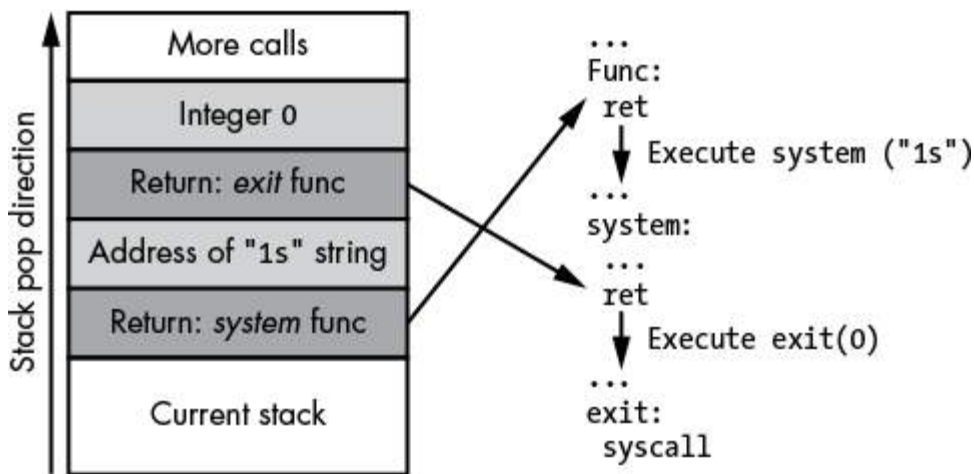 Stack pop direction
More calls
Integer 0
Return: exit func
Address of "1s" string
Return: system func
Current stack
...
Func:
ret
Execute system ("1s")
...
system:
...
ret
Execute exit(0)
...
exit:
syscall